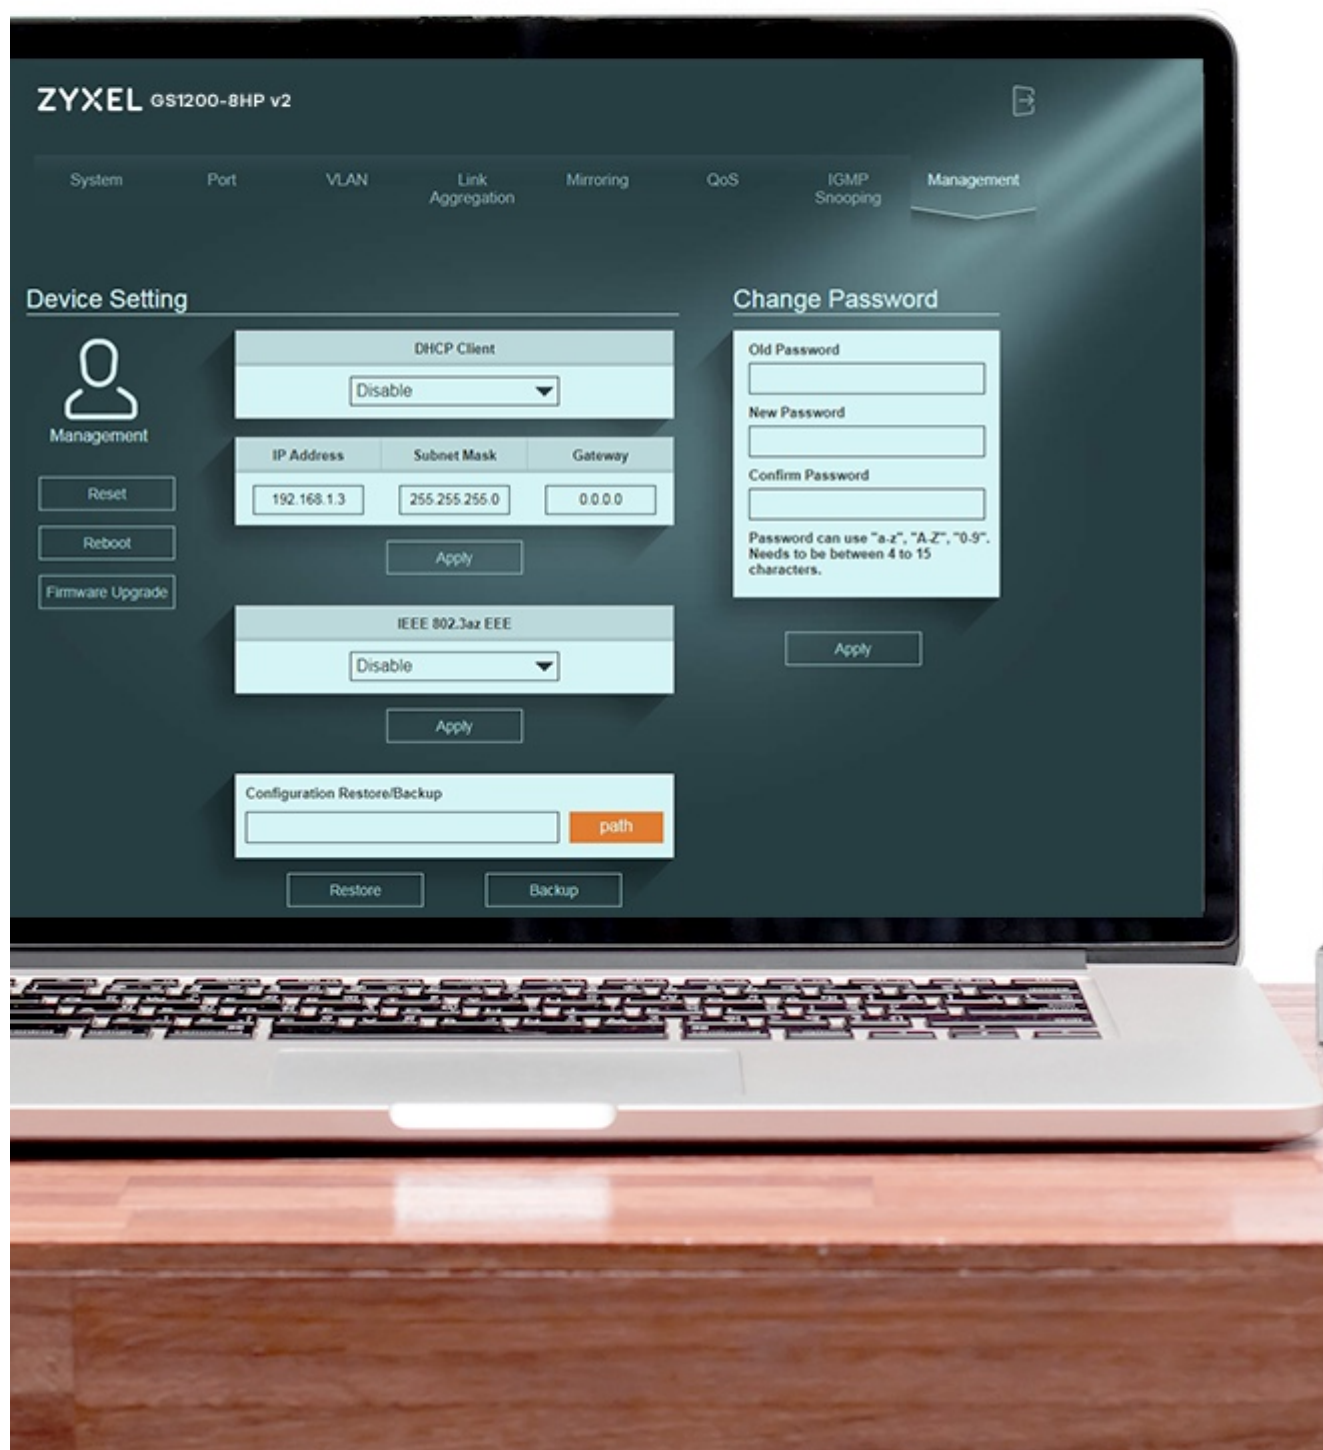 ZYXEL GS1200-8HP v2
System
Port
VLAN
Link
Aggregation
Mirroring
QoS
IGMP
Snooping
Management
Device Setting
Management
Reset
Reboot
Firmware Upgrade
DHCP Client
Disable
IP Address
Subnet Mask
Gateway
192.168.1.3
255.255.255.0
0.0.0.0
Apply
IEEE 802.3az EEE
Disable
Apply
Configuration Restore/Backup
path
Restore
Backup
Change Password
Old Password
New Password
Confirm Password
Password can use "a-z", "A-Z", "0-9".
Needs to be between 4 to 15
characters.
Apply